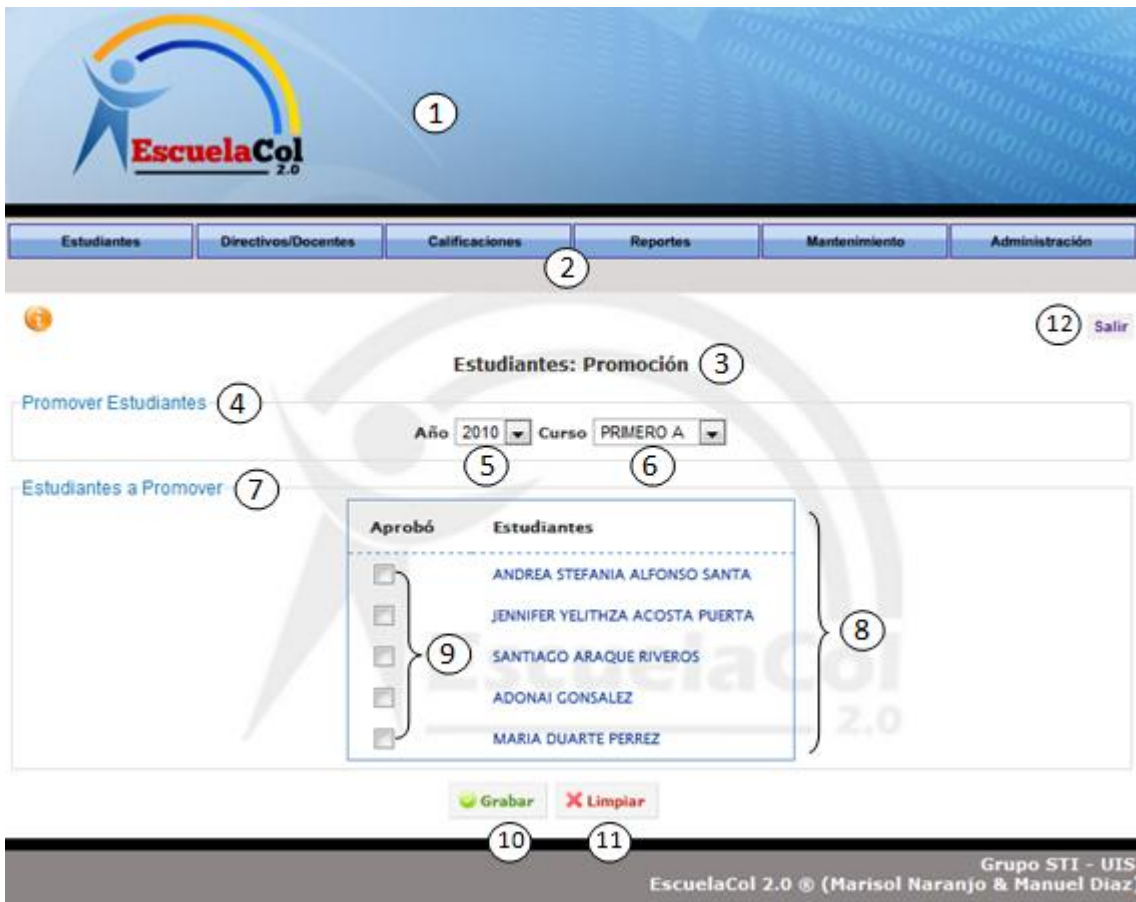 EscuelaCol
2.0
1
Estudiantes Directivos/Docentes Calificaciones Reportes Mantenimiento Administración
2
12 Salir
Estudiantes: Promoción 3
Promover Estudiantes 4
Año 2010 Curso PRIMERO A
5 6
Estudiantes a Promover 7
Aprobó Estudiantes
ANDREA STEFANIA ALFONSO SANTA
JENNIFER YELITHZA ACOSTA PUERTA
8
9 SANTIAGO ARAQUE RIVEROS
ADONAI GONSALEZ
MARIA DUARTE PERREZ
EscuelaCol
2.0
Grabar Limpiar
10 11
Grupo STI - UIS
EscuelaCol 2.0 ® (Marisol Naranjo & Manuel Diaz)